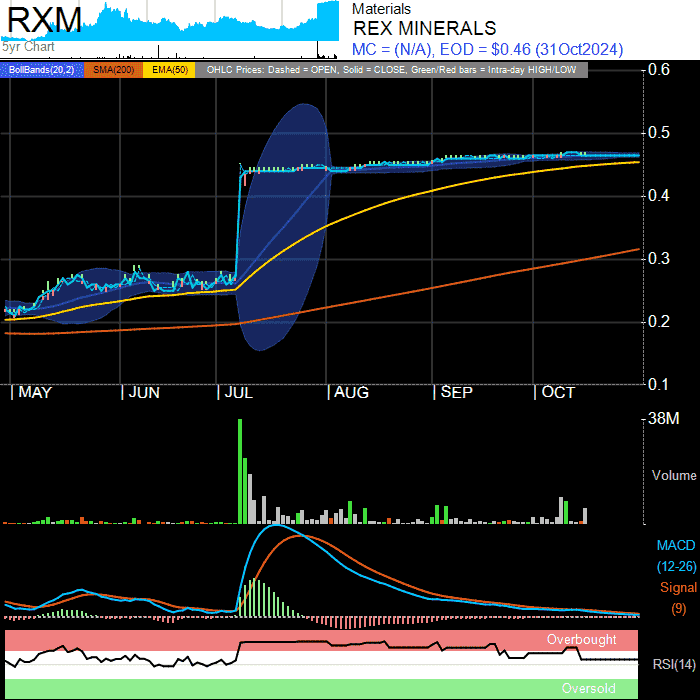 RXM
5yr Chart
Materials
REX MINERALS
MC = (N/A), EOD = $0.46 (31Oct2024)
BollBands(20,2) SMA(200) EMA(50) OHLC Prices: Dashed = OPEN, Solid = CLOSE, Green/Red bars = Intra-day HIGH/LOW
0.6
0.5
0.4
0.3
0.2
0.1
MAY JUN JUL AUG SEP OCT
38M
Volume
MACD
(12-26)
Signal
(9)
Overbought
RSI(14)
Oversold